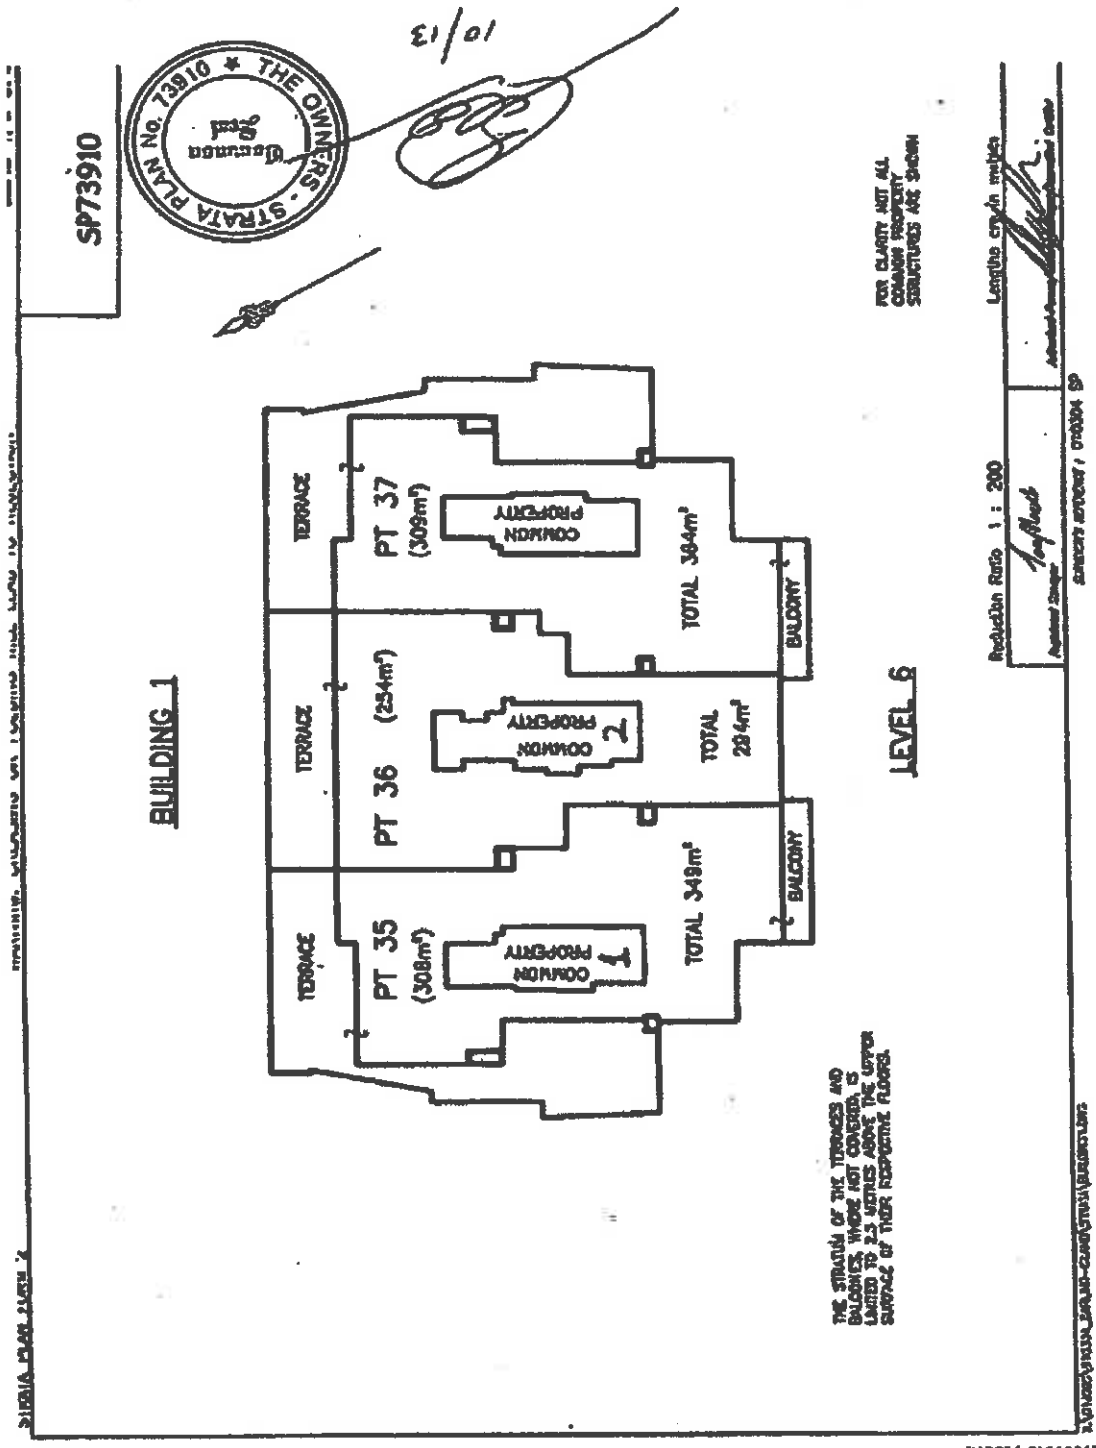 SP73910
THE OWNERS - STRATA PLAN No. 73910 *
Common
Seal
10/13
BUILDING 1
TERRACE
TERRACE
TERRACE
PT 35
(308m²)
PT 36
(254m²)
PT 37
(309m²)
COMMON
PROPERTY
1
COMMON
PROPERTY
2
COMMON
PROPERTY
TOTAL 349m²
TOTAL
284m²
TOTAL 384m²
BALCONY
BALCONY
LEVEL 6
THE STRATUM OF THE TERRACES AND
BALCONIES, WHERE NOT COVERED, IS
LIMITED TO 2.5 METRES ABOVE THE UPPER
SURFACE OF THEIR RESPECTIVE FLOORS.
FOR CLARITY NOT ALL
COMMON PROPERTY
STRUCTURES ARE SHOWN
Reduction Ratio 1 : 200
Lengths are in metres